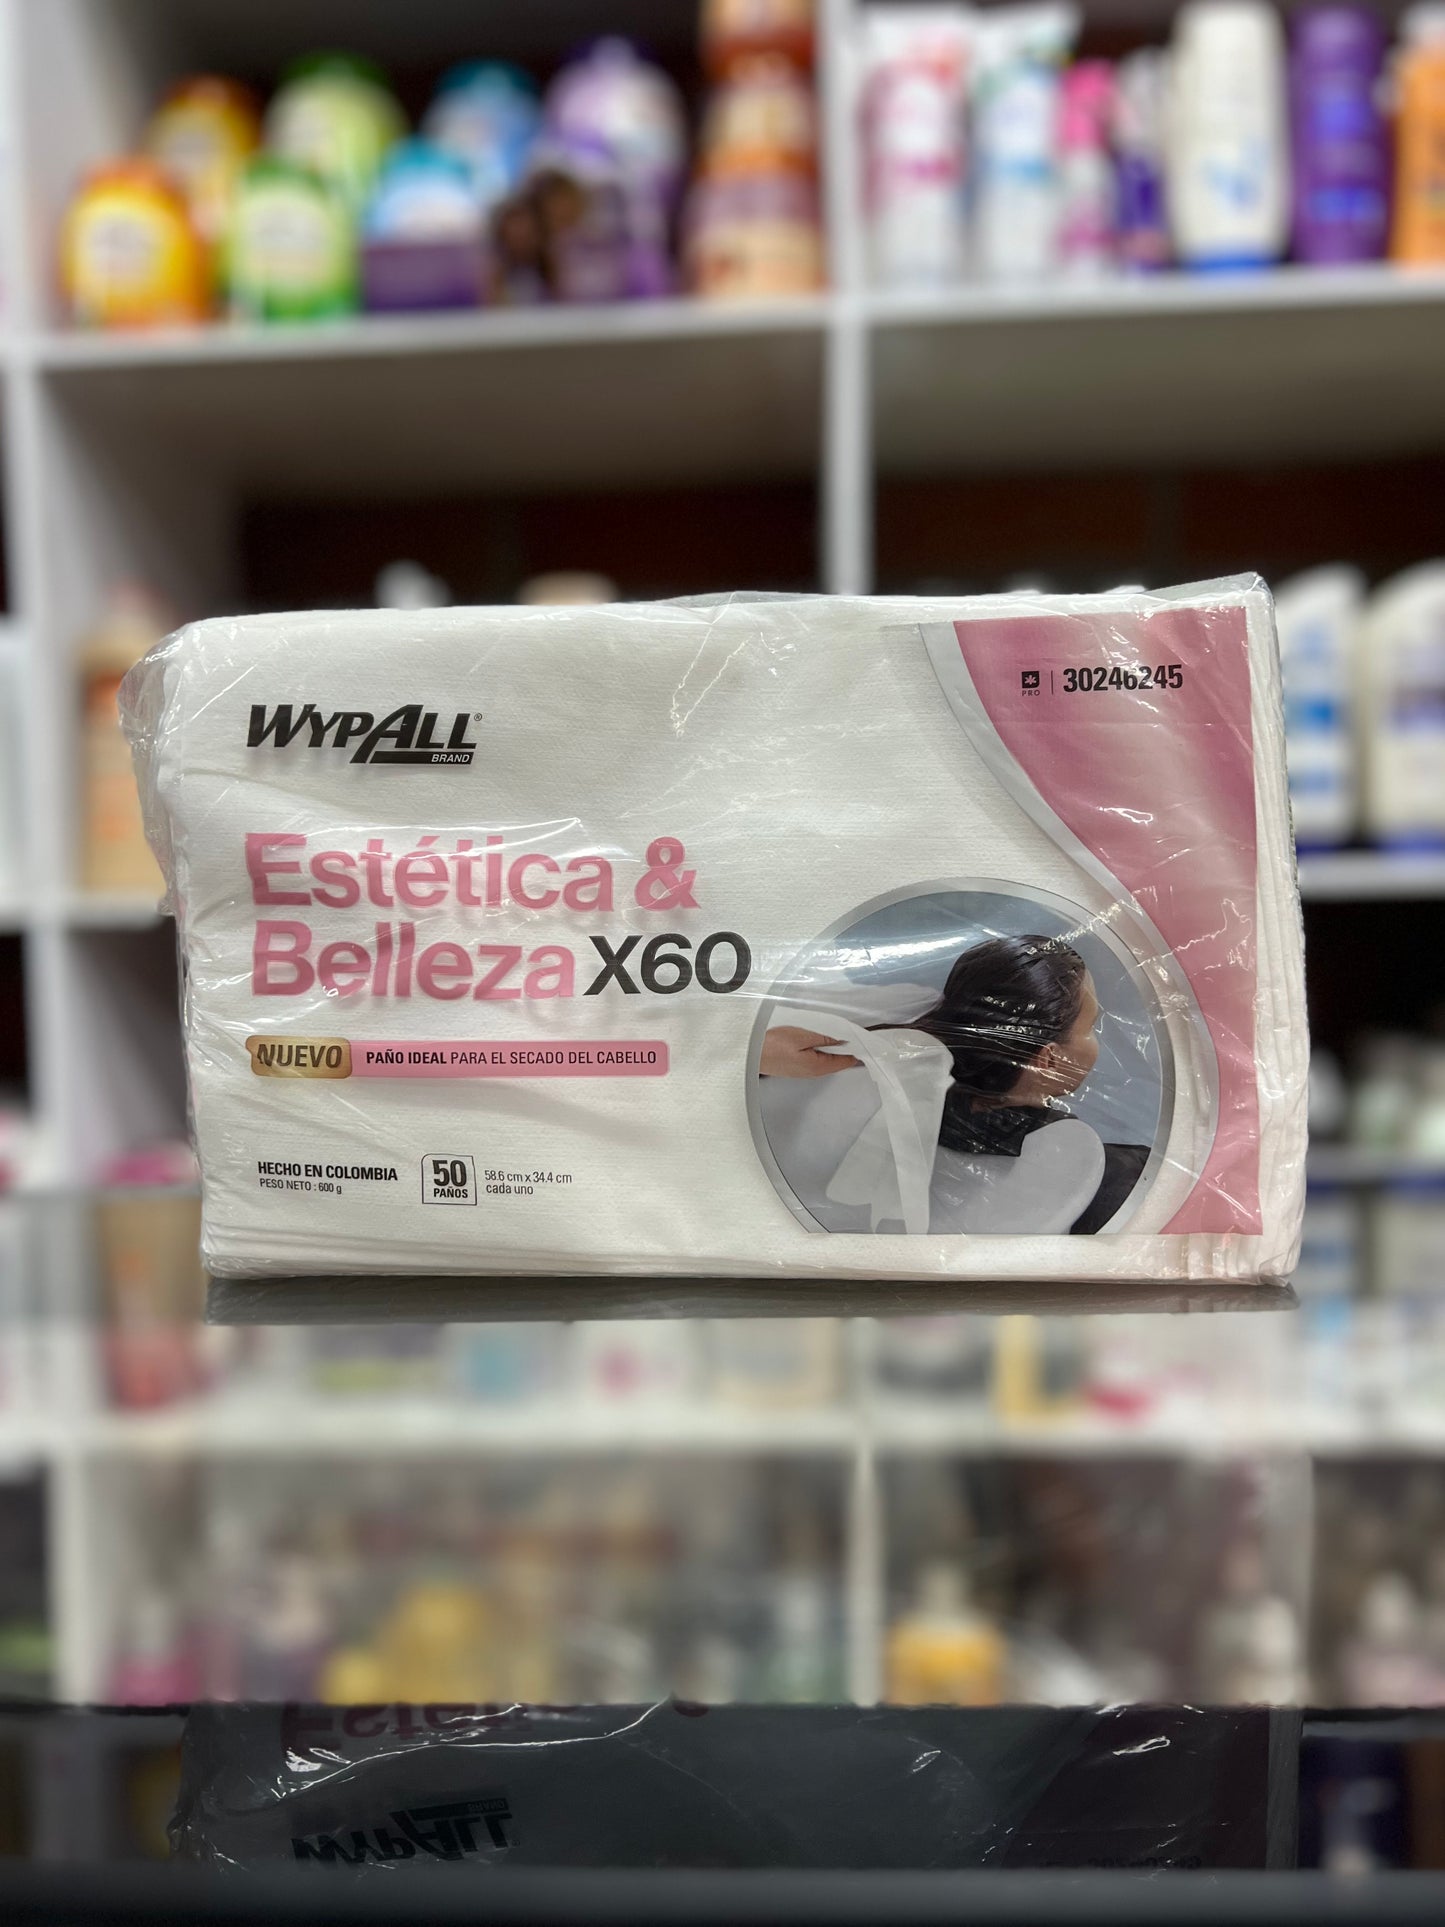 PRO | 30246245
WYPALL®
BRAND
Estética &
Belleza X60
NUEVO PAÑO IDEAL PARA EL SECADO DEL CABELLO
HECHO EN COLOMBIA
PESO NETO : 600 g
50
PAÑOS
58.6 cm x 34.4 cm
cada uno